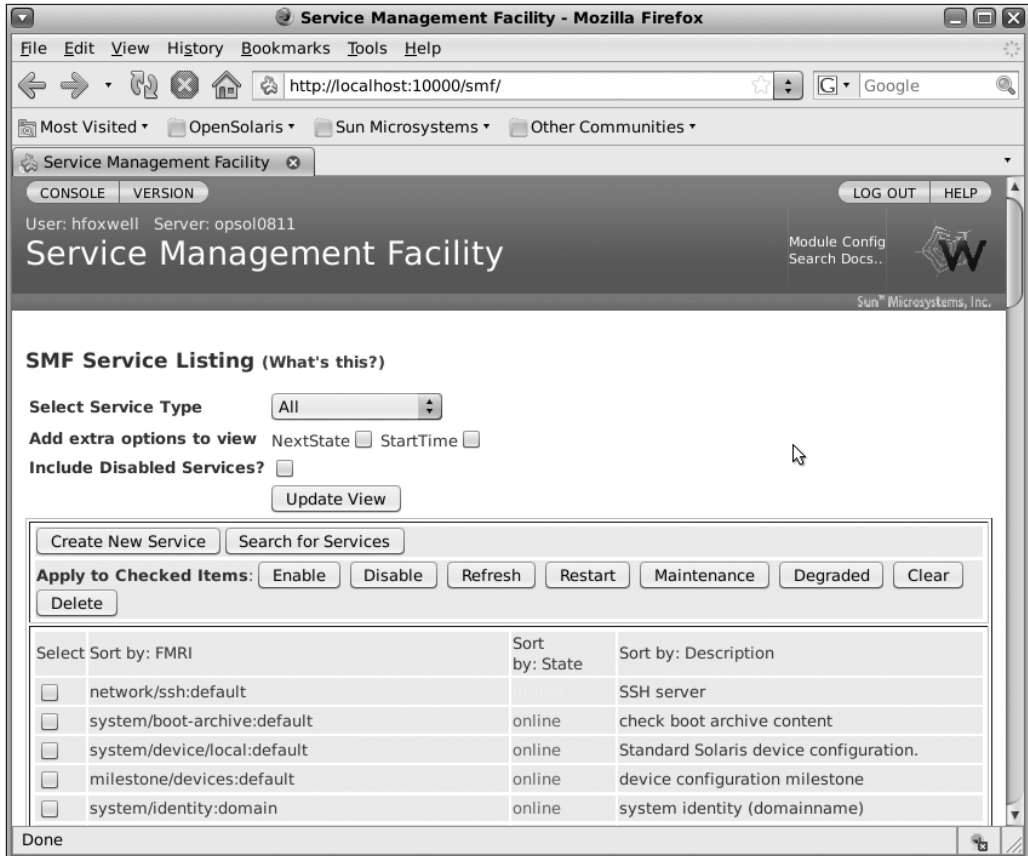 Service Management Facility - Mozilla Firefox
File Edit View History Bookmarks Tools Help
http://localhost:10000/smf/
G Google
Most Visited OpenSolaris Sun Microsystems Other Communities
Service Management Facility
CONSOLE VERSION LOG OUT HELP
User: hfoxwell Server: opsol0811
Service Management Facility
Module Config
Search Docs..
W
Sun™ Microsystems, Inc.
SMF Service Listing (What's this?)
Select Service Type All
Add extra options to view NextState StartTime
Include Disabled Services?
Update View
Create New Service Search for Services
Apply to Checked Items: Enable Disable Refresh Restart Maintenance Degraded Clear
Delete
Select Sort by: FMRI Sort by: State Sort by: Description
network/ssh:default SSH server
system/boot-archive:default online check boot archive content
system/device/local:default online Standard Solaris device configuration.
milestone/devices:default online device configuration milestone
system/identity:domain online system identity (domainname)
Done